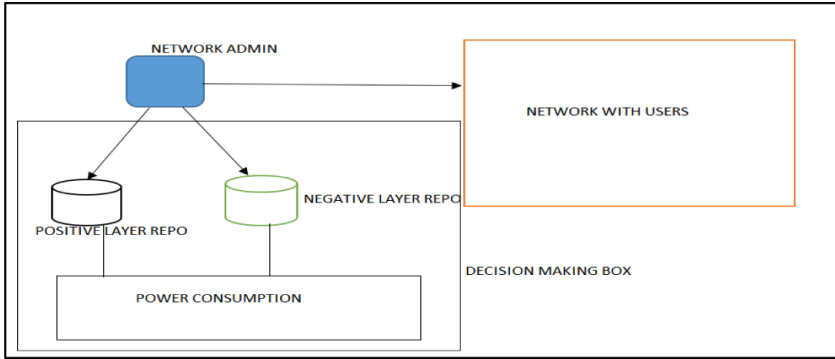 NETWORK ADMIN
NETWORK WITH USERS
NEGATIVE LAYER REPO
POSITIVE LAYER REPO
DECISION MAKING BOX
POWER CONSUMPTION